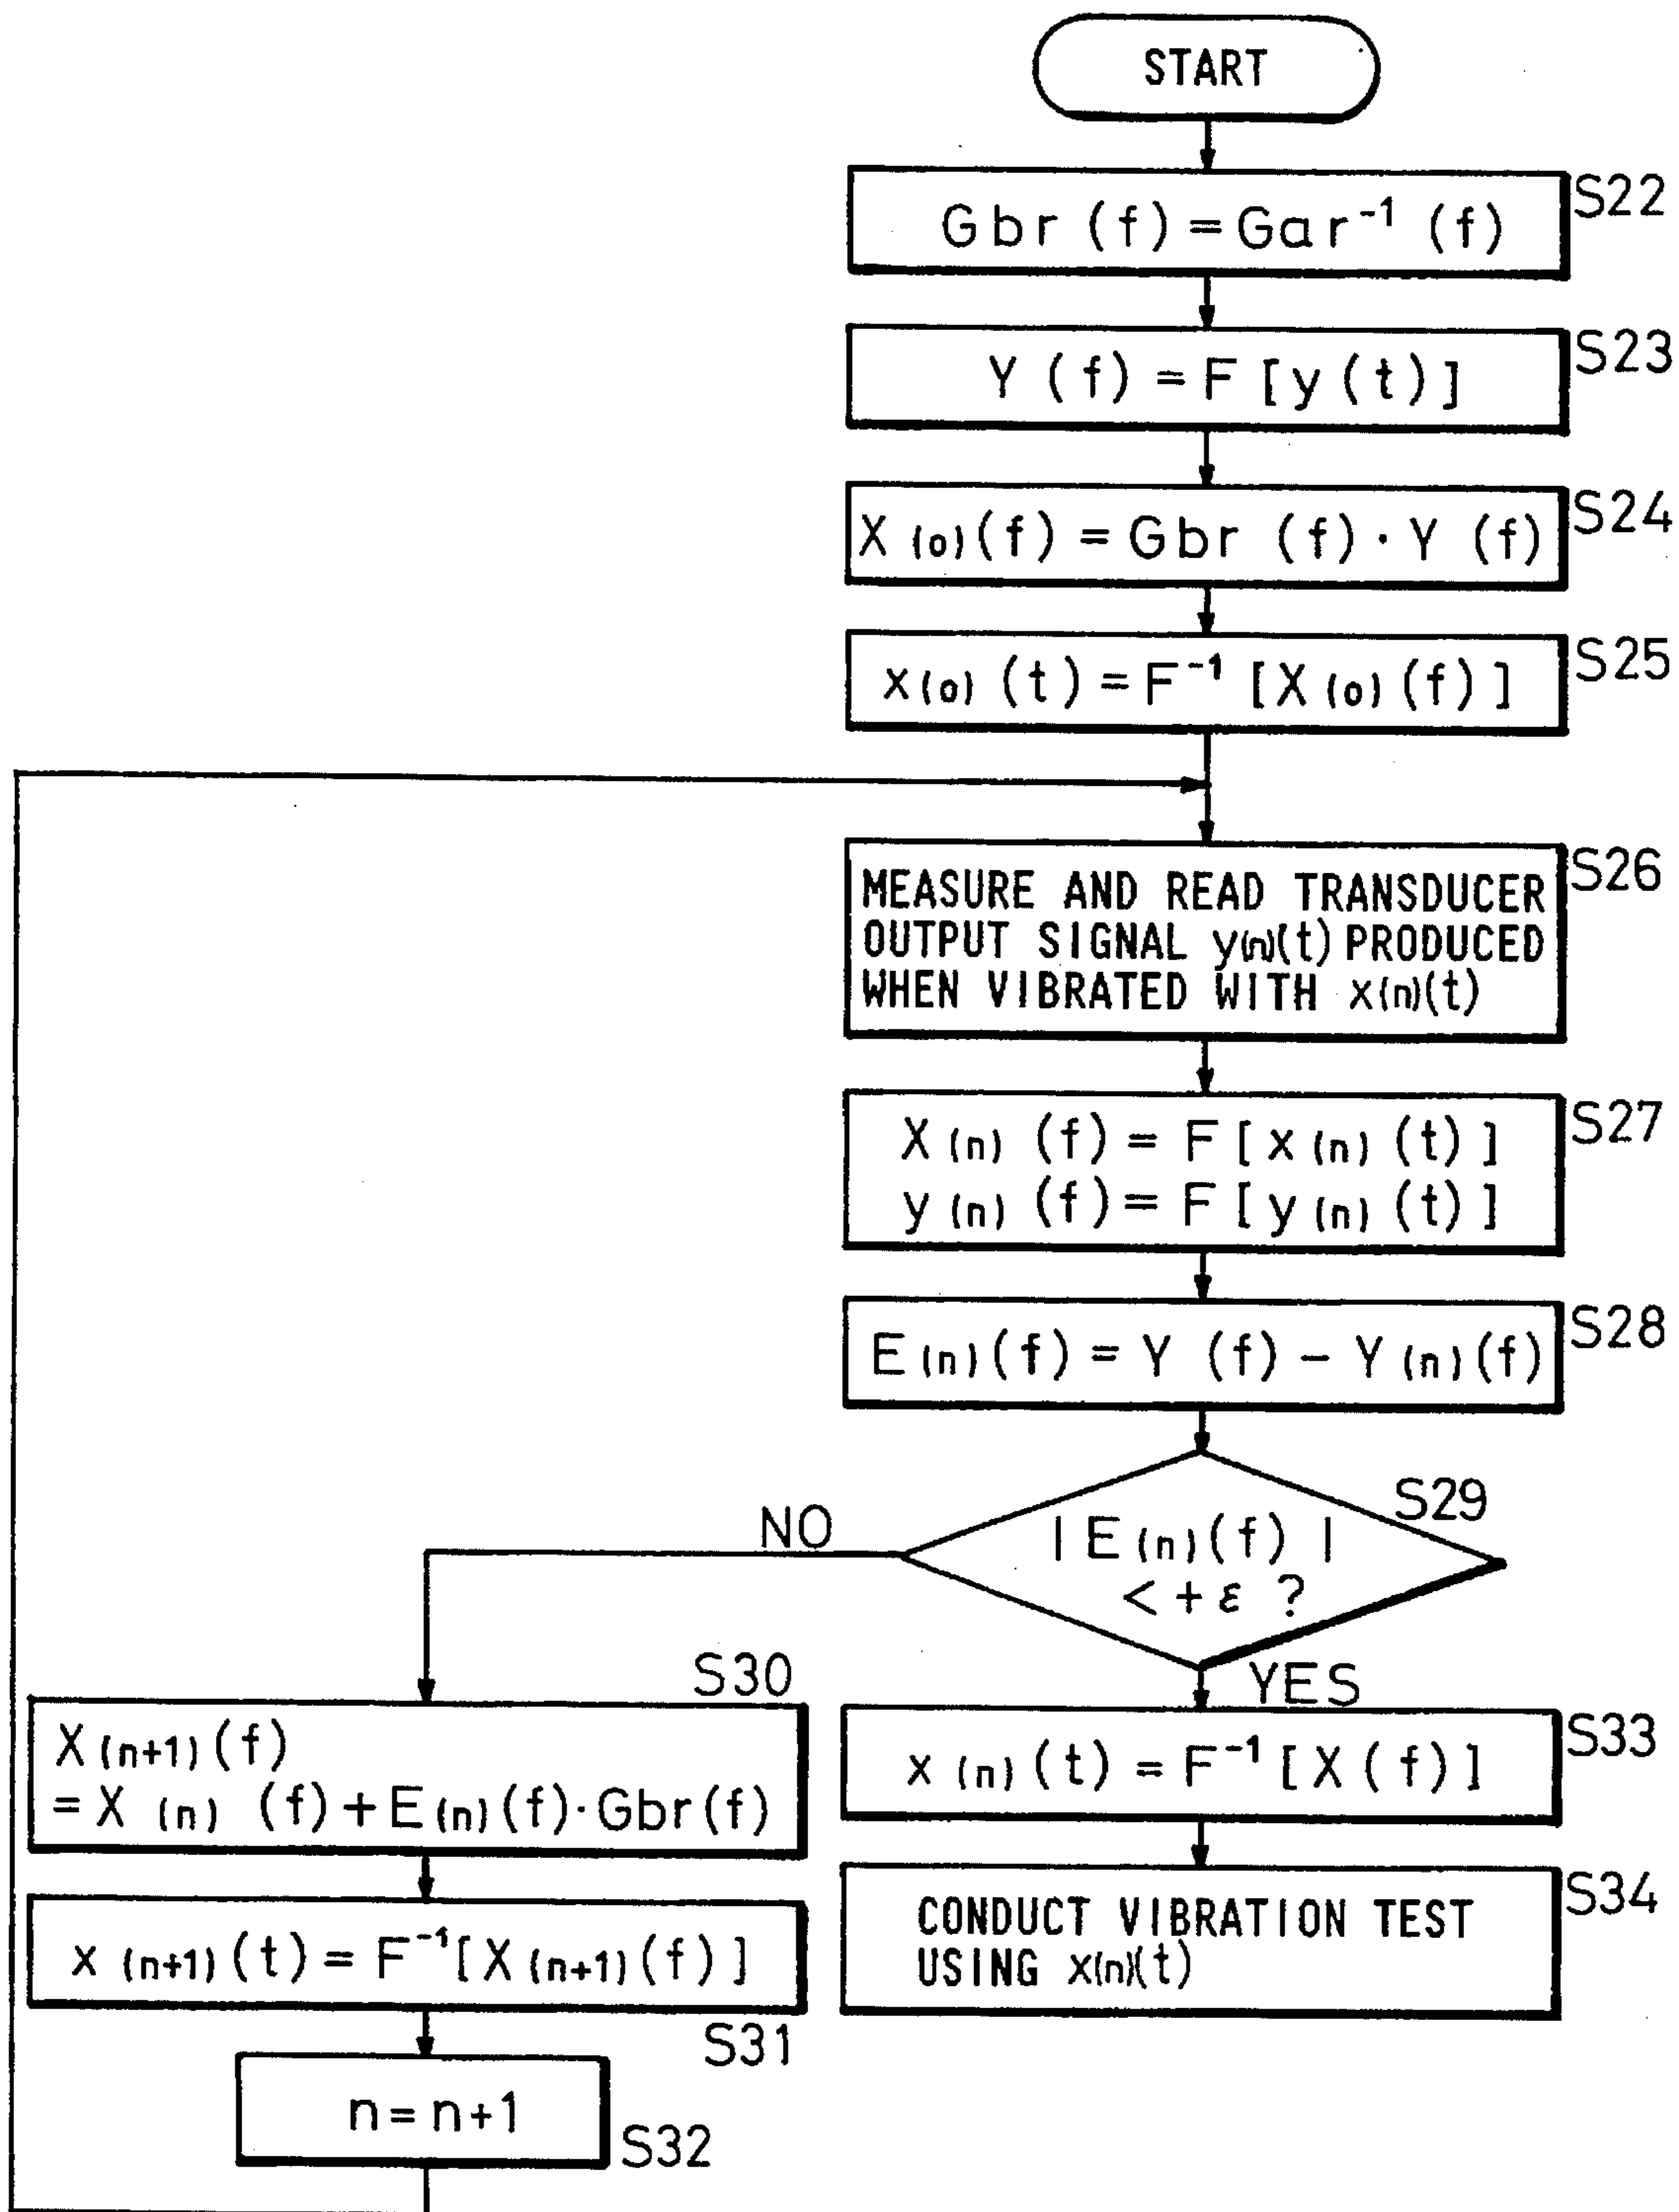 START
S22
Gbr (f) = Gar⁻¹ (f)
S23
Y (f) = F [y (t)]
S24
X (o) (f) = Gbr (f) · Y (f)
S25
x (o) (t) = F⁻¹ [X (o) (f)]
S26
MEASURE AND READ TRANSDUCER
OUTPUT SIGNAL y(n)(t) PRODUCED
WHEN VIBRATED WITH x(n)(t)
S27
X (n) (f) = F [x (n) (t)]
y (n) (f) = F [y (n) (t)]
S28
E (n) (f) = Y (f) − Y (n) (f)
S29
NO
| E (n) (f) |
< + ε ?
YES
S30
X (n+1) (f)
= X (n) (f) + E (n) (f) · Gbr (f)
x (n+1) (t) = F⁻¹ [X (n+1) (f)]
S31
n = n+1
S32
S33
x (n) (t) = F⁻¹ [X (f)]
S34
CONDUCT VIBRATION TEST
USING x(n)(t)